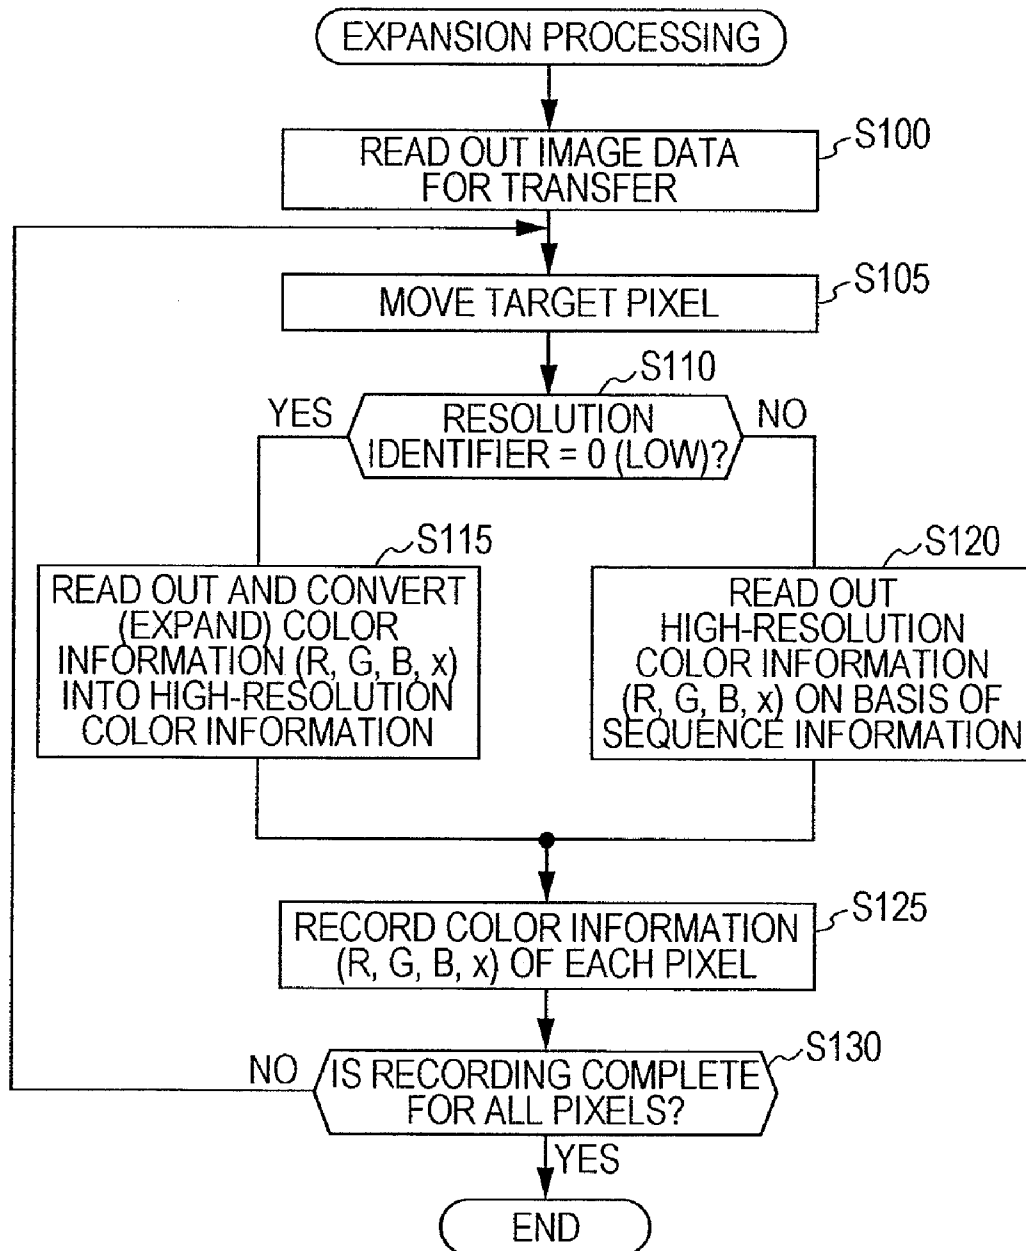 EXPANSION PROCESSING
S100
READ OUT IMAGE DATA
FOR TRANSFER
S105
MOVE TARGET PIXEL
S110
YES
RESOLUTION
IDENTIFIER = 0 (LOW)?
NO
S115
READ OUT AND CONVERT
(EXPAND) COLOR
INFORMATION (R, G, B, x)
INTO HIGH-RESOLUTION
COLOR INFORMATION
S120
READ OUT
HIGH-RESOLUTION
COLOR INFORMATION
(R, G, B, x) ON BASIS OF
SEQUENCE INFORMATION
S125
RECORD COLOR INFORMATION
(R, G, B, x) OF EACH PIXEL
S130
NO
IS RECORDING COMPLETE
FOR ALL PIXELS?
YES
END